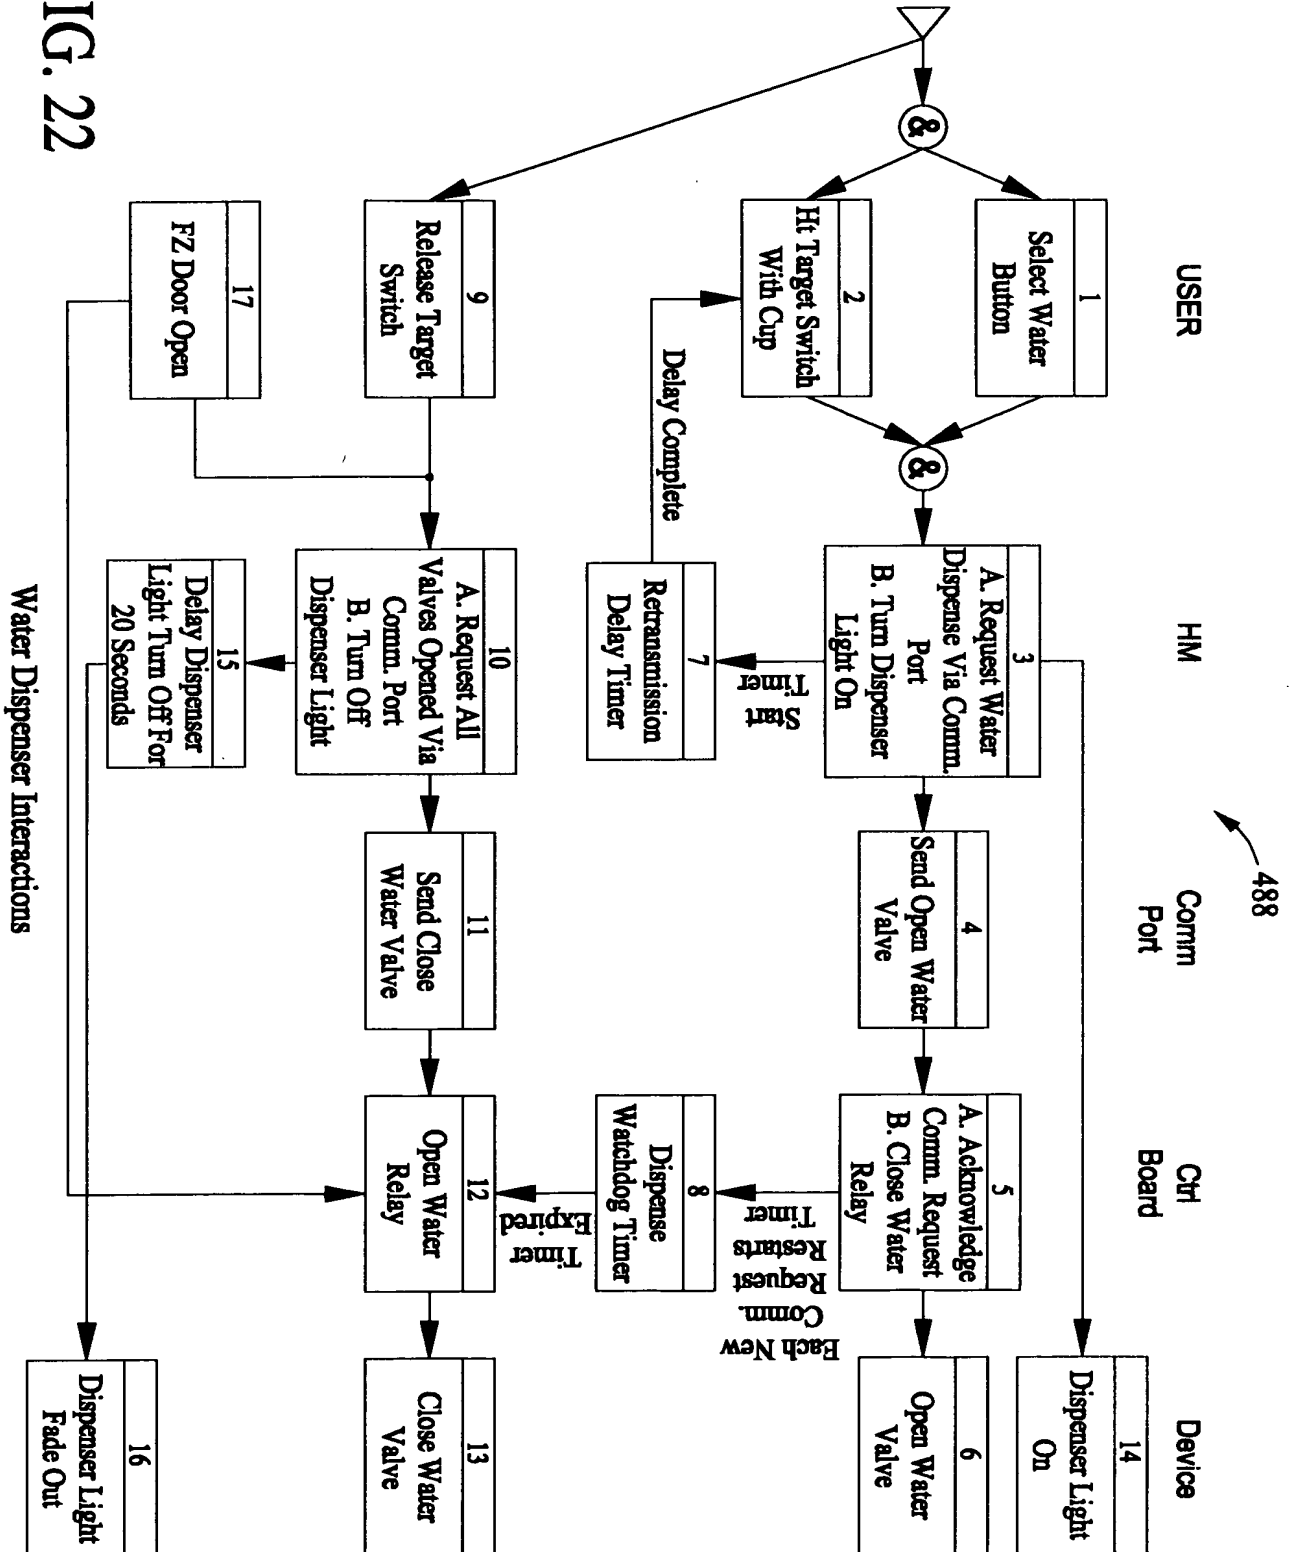 488
USER
HM
Comm
Port
Ctrl
Board
Device
&
1
Select Water
Button
2
Ht Target Switch
With Cup
&
3
A. Request Water
Dispense Via Comm.
Port
B. Turn Dispenser
Light On
4
Send Open Water
Valve
5
A. Acknowledge
Comm. Request
B. Close Water
Relay
6
Open Water
Valve
14
Dispenser Light
On
Delay Complete
Start
Timer
7
Retransmission
Delay Timer
Each New
Comm.
Request
Restarts
Timer
8
Dispense
Watchdog Timer
Timer
Expired
9
Release Target
Switch
10
A. Request All
Valves Opened Via
Comm. Port
B. Turn Off
Dispenser Light
11
Send Close
Water Valve
12
Open Water
Relay
13
Close Water
Valve
17
FZ Door Open
15
Delay Dispenser
Light Turn Off For
20 Seconds
16
Dispenser Light
Fade Out
Water Dispenser Interactions
IG. 22